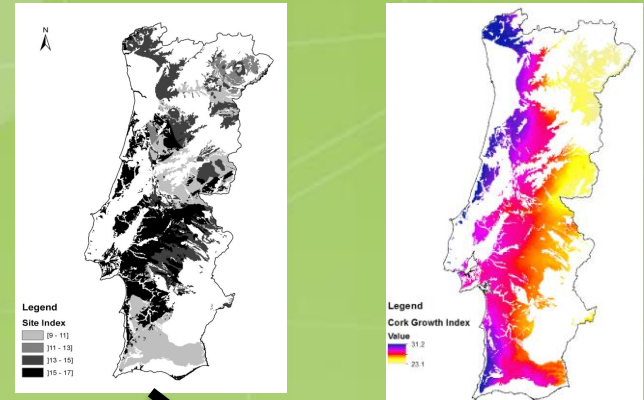 N
Legend
Site Index
[9 - 11]
]11 - 13]
]13 - 15]
]15 - 17]
Legend
Cork Growth Index
Value
31.2
23.1